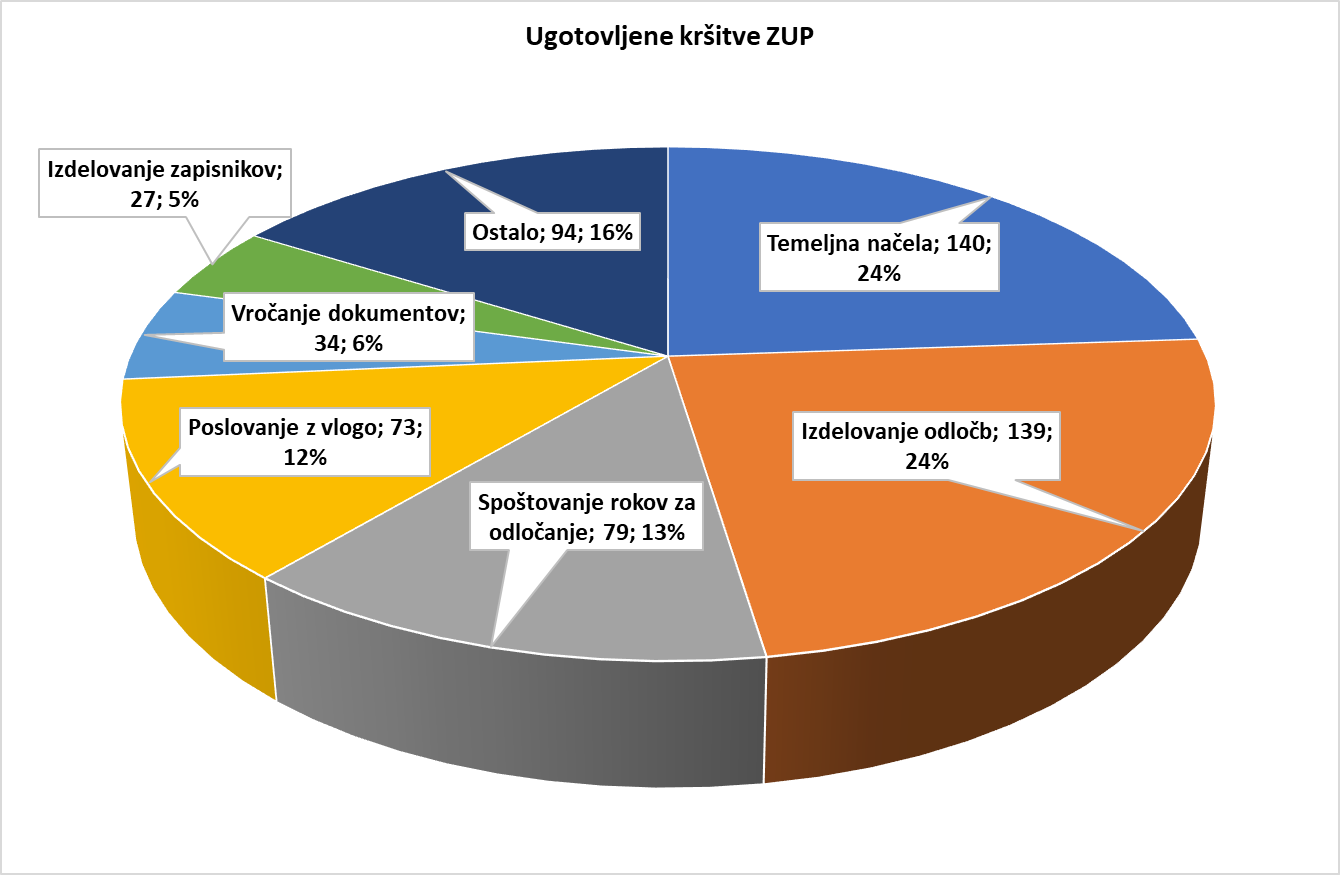 Ugotovljene kršitve ZUP
Izdelovanje zapisnikov;
27; 5%
Ostalo; 94; 16%
Temeljna načela; 140;
24%
Vročanje dokumentov;
34; 6%
Poslovanje z vlogo; 73;
12%
Izdelovanje odločb; 139;
24%
Spoštovanje rokov za
odločanje; 79; 13%